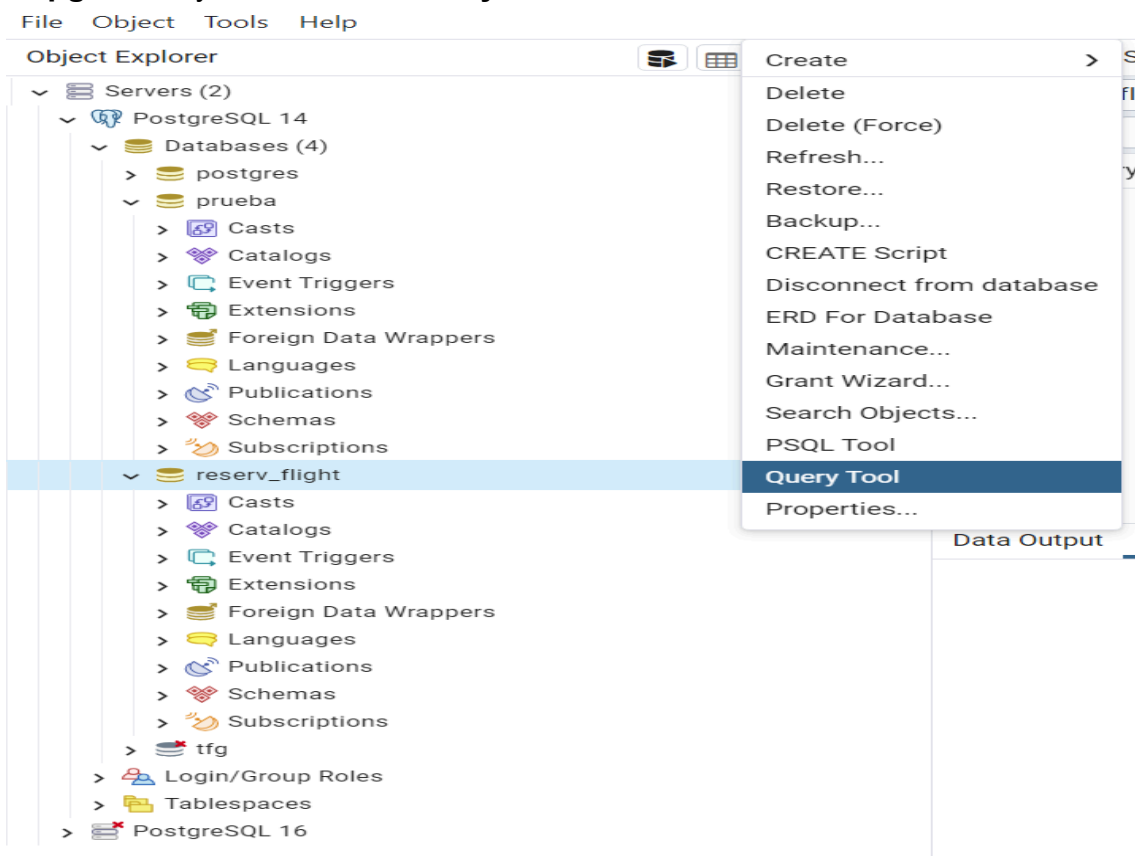 File Object Tools Help
Object Explorer
Servers (2)
PostgreSQL 14
Databases (4)
postgres
prueba
Casts
Catalogs
Event Triggers
Extensions
Foreign Data Wrappers
Languages
Publications
Schemas
Subscriptions
reserv_flight
Casts
Catalogs
Event Triggers
Extensions
Foreign Data Wrappers
Languages
Publications
Schemas
Subscriptions
tfg
Login/Group Roles
Tablespaces
PostgreSQL 16
Create
Delete
Delete (Force)
Refresh...
Restore...
Backup...
CREATE Script
Disconnect from database
ERD For Database
Maintenance...
Grant Wizard...
Search Objects...
PSQL Tool
Query Tool
Properties...
Data Output